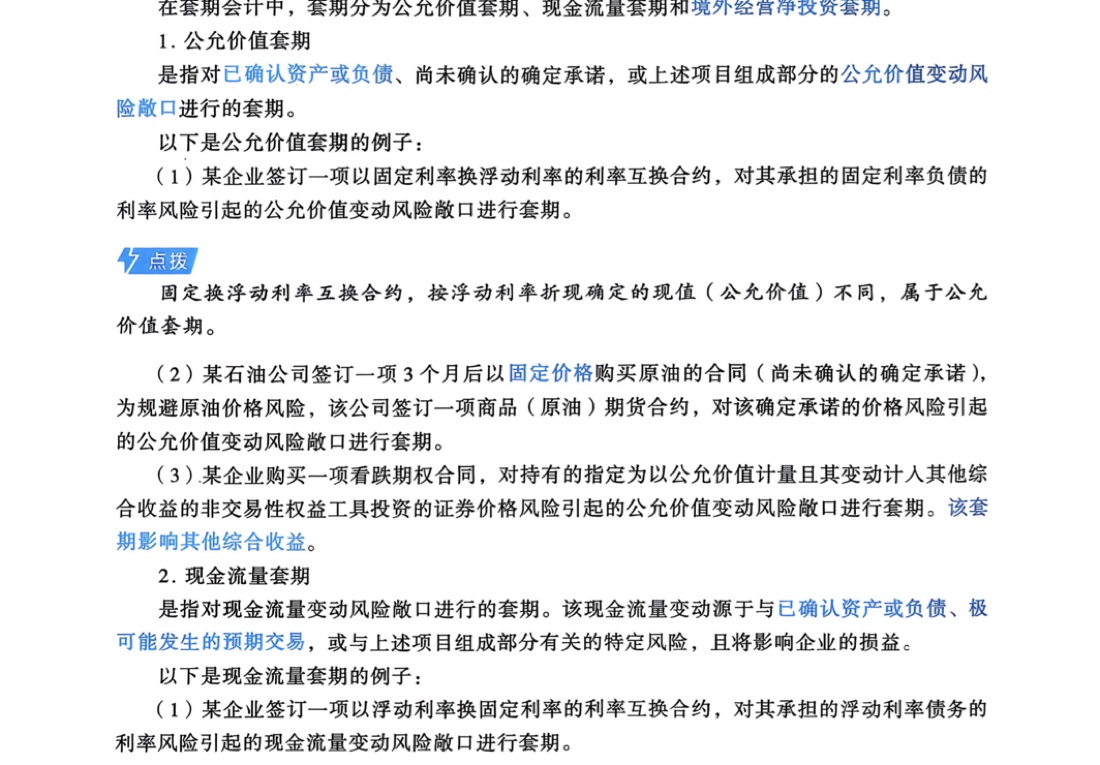 在套期会计中，套期分为公允价值套期、现金流量套期和境外经营净投资套期。
1. 公允价值套期
是指对已确认资产或负债、尚未确认的确定承诺，或上述项目组成部分的公允价值变动风
险敞口进行的套期。
以下是公允价值套期的例子：
（1）某企业签订一项以固定利率换浮动利率的利率互换合约，对其承担的固定利率负债的
利率风险引起的公允价值变动风险敞口进行套期。
点拨
固定换浮动利率互换合约，按浮动利率折现确定的现值（公允价值）不同，属于公允
价值套期。
（2）某石油公司签订一项 3 个月后以固定价格购买原油的合同（尚未确认的确定承诺），
为规避原油价格风险，该公司签订一项商品（原油）期货合约，对该确定承诺的价格风险引起
的公允价值变动风险敞口进行套期。
（3）某企业购买一项看跌期权合同，对持有的指定为以公允价值计量且其变动计入其他综
合收益的非交易性权益工具投资的证券价格风险引起的公允价值变动风险敞口进行套期。该套
期影响其他综合收益。
2. 现金流量套期
是指对现金流量变动风险敞口进行的套期。该现金流量变动源于与已确认资产或负债、极
可能发生的预期交易，或与上述项目组成部分有关的特定风险，且将影响企业的损益。
以下是现金流量套期的例子：
（1）某企业签订一项以浮动利率换固定利率的利率互换合约，对其承担的浮动利率债务的
利率风险引起的现金流量变动风险敞口进行套期。